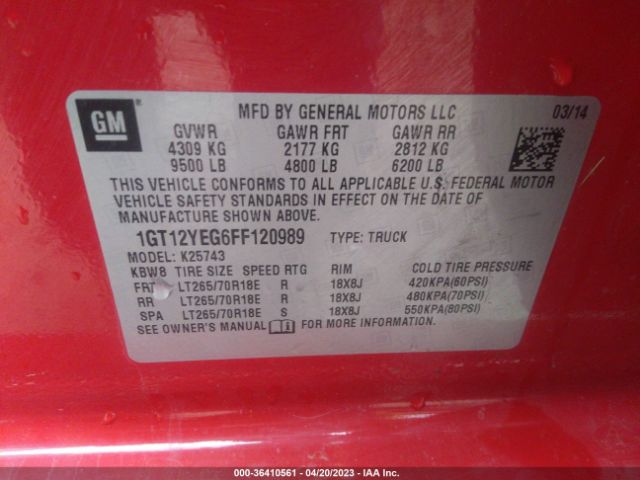 GM
MFD BY GENERAL MOTORS LLC 03/14
GVWR GAWR FRT GAWR RR
4309 KG 2177 KG 2812 KG
9500 LB 4800 LB 6200 LB
THIS VEHICLE CONFORMS TO ALL APPLICABLE U.S. FEDERAL MOTOR
VEHICLE SAFETY STANDARDS IN EFFECT ON THE DATE OF
MANUFACTURE SHOWN ABOVE.
1GT12YEG6FF120989 TYPE: TRUCK
MODEL: K25743
KBW8 TIRE SIZE SPEED RTG RIM COLD TIRE PRESSURE
FRT LT265/70R18E R 18X8J 420KPA(60PSI)
RR LT265/70R18E R 18X8J 480KPA(70PSI)
SPA LT265/70R18E S 18X8J 550KPA(80PSI)
SEE OWNER'S MANUAL FOR MORE INFORMATION.
000-36410561 - 04/20/2023 - IAA Inc.